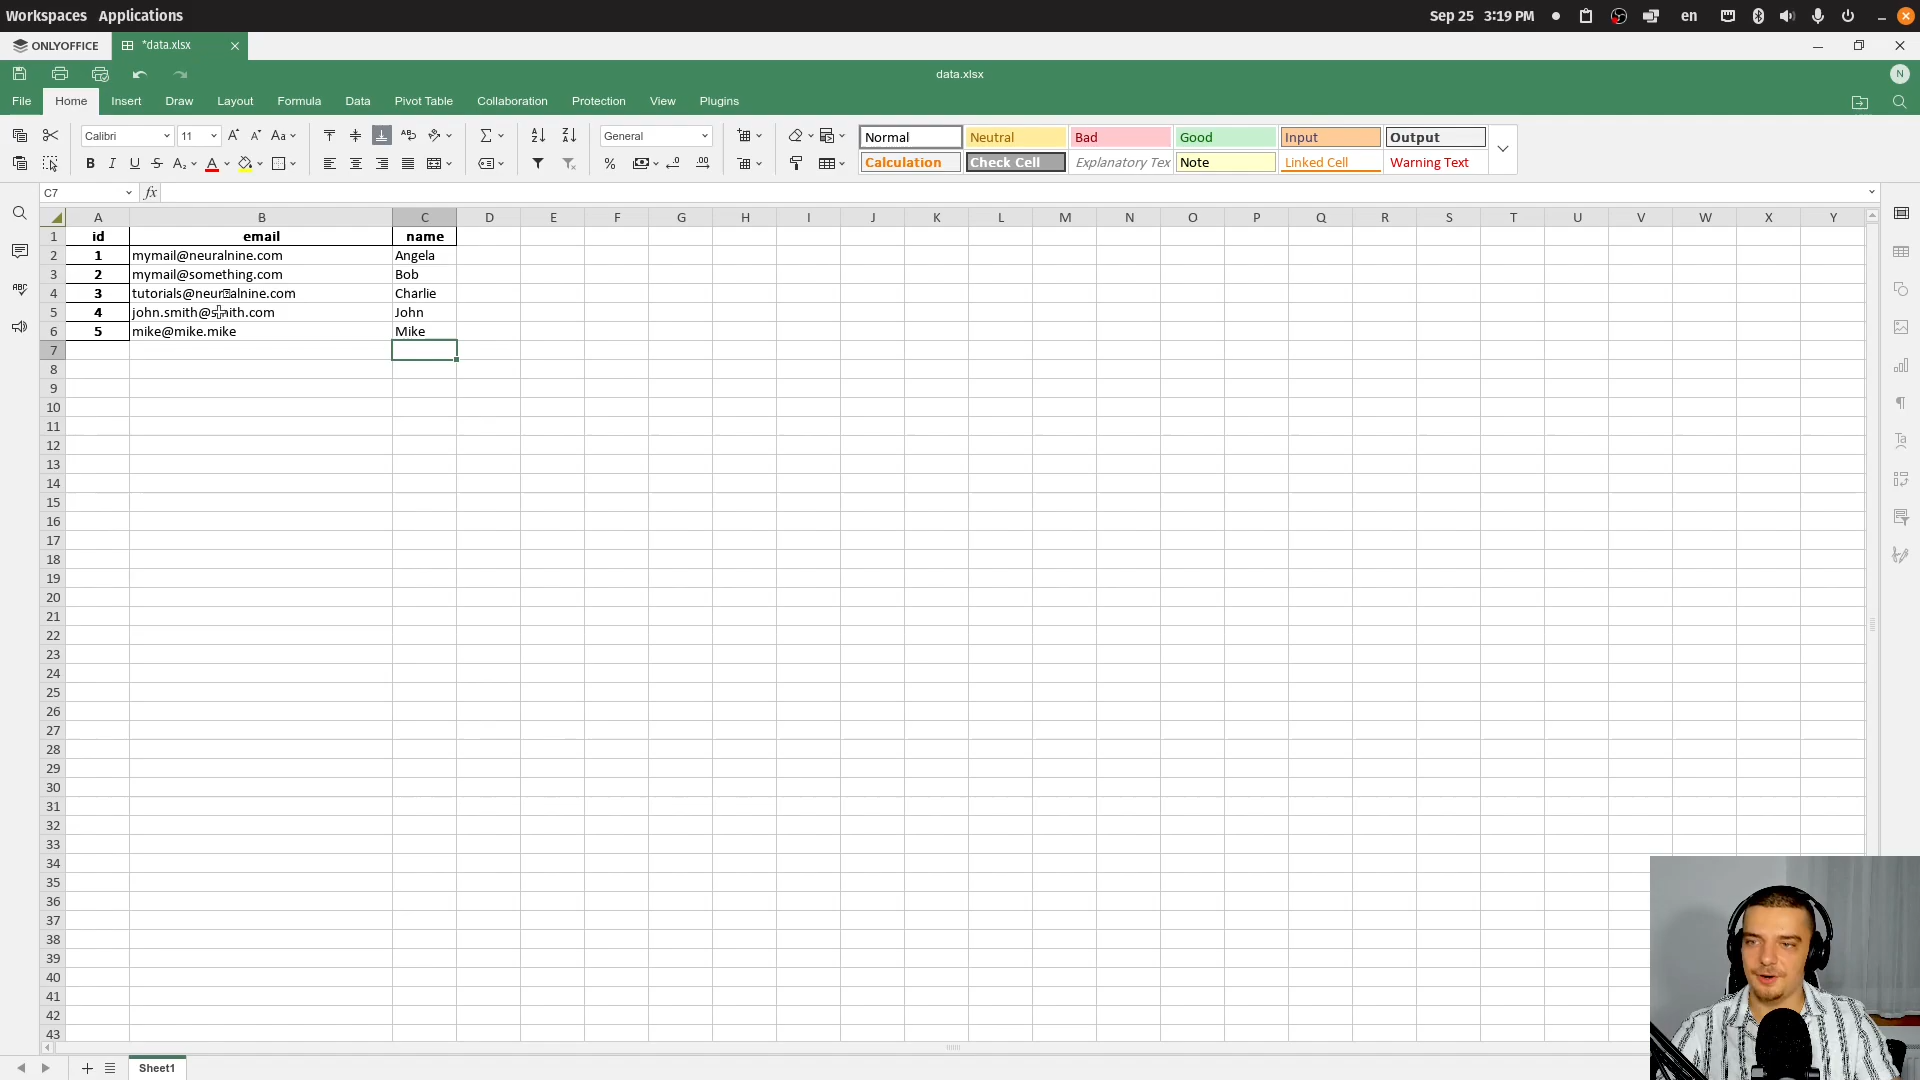 Workspaces Applications
Sep 25 3:19 PM en
ONLYOFFICE *data.xlsx
data.xlsx N
File Home Insert Draw Layout Formula Data Pivot Table Collaboration Protection View Plugins
Calibri 11 Aa General Normal Neutral Bad Good Input Output
B I U S A A % Calculation Check Cell Explanatory Tex Note Linked Cell Warning Text
C7 fx
A B C D E F G H I J K L M N O P Q R S T U V W X Y
1 id email name
2 1 mymail@neuralnine.com Angela
3 2 mymail@something.com Bob
4 3 tutorials@neuralnine.com Charlie
5 4 john.smith@smith.com John
6 5 mike@mike.mike Mike
7
8
9
10
11
12
13
14
15
16
17
18
19
20
21
22
23
24
25
26
27
28
29
30
31
32
33
34
35
36
37
38
39
40
41
42
43
Sheet1